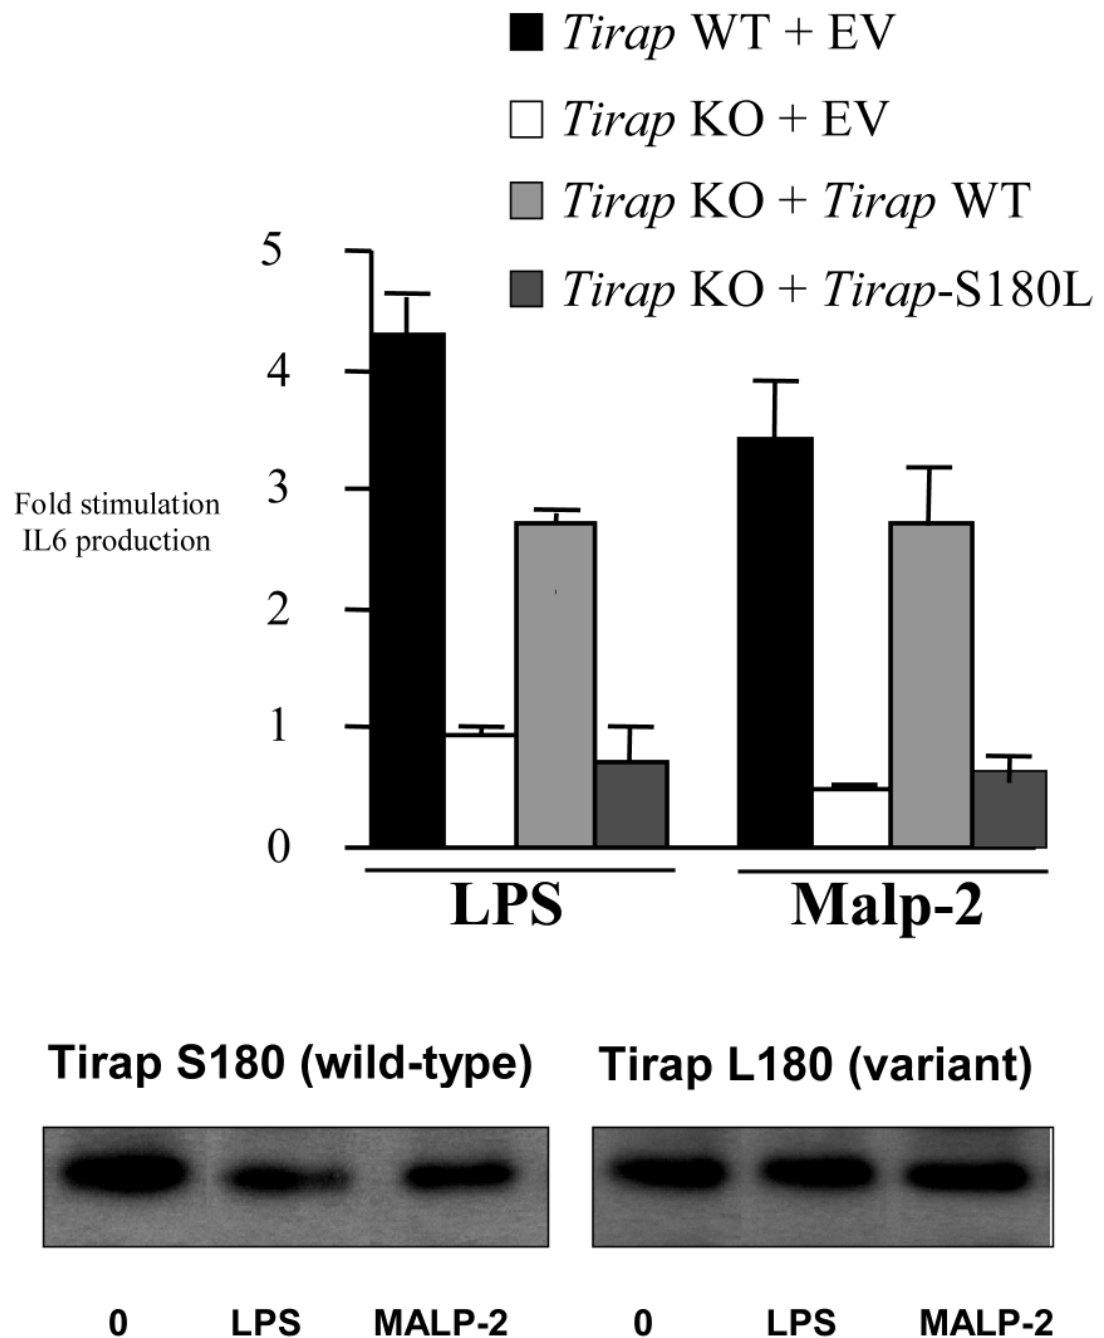 Tirap WT + EV
Tirap KO + EV
Tirap KO + Tirap WT
Tirap KO + Tirap-S180L
5
4
3
2
1
0
Fold stimulation
IL6 production
LPS Malp-2
Tirap S180 (wild-type) Tirap L180 (variant)
0 LPS MALP-2 0 LPS MALP-2